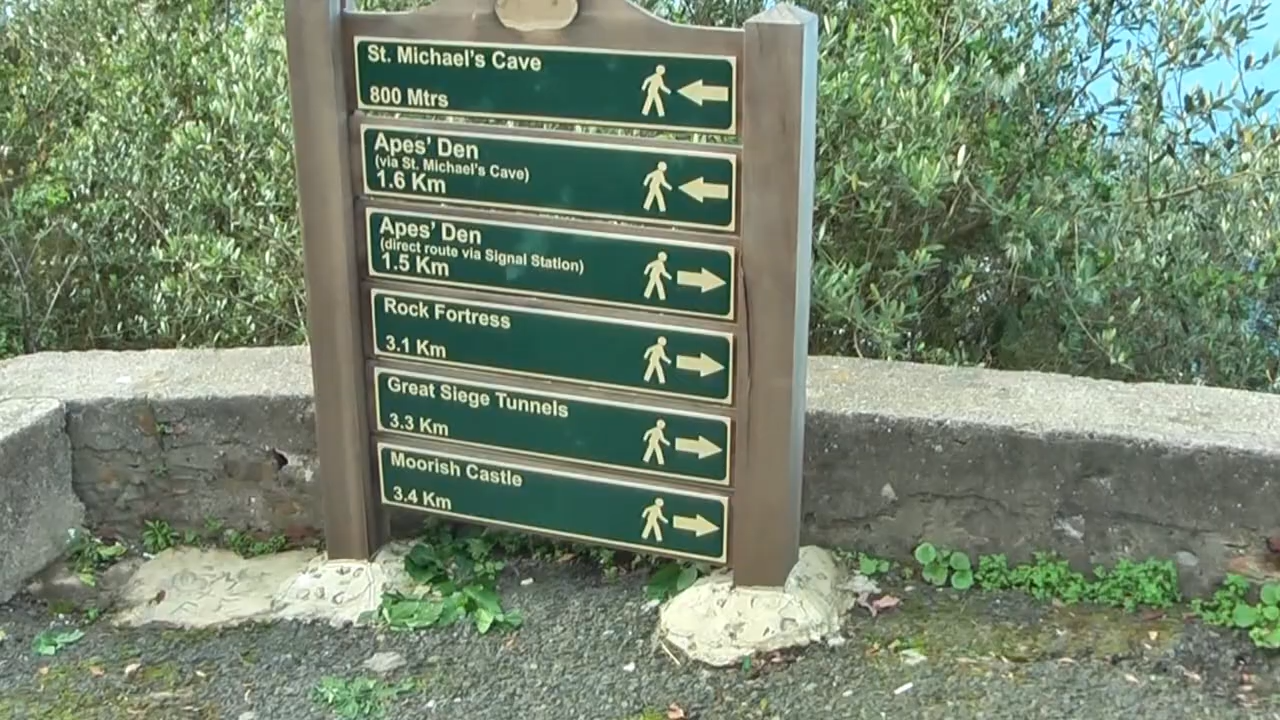 St. Michael's Cave
800 Mtrs
Apes' Den
(via St. Michael's Cave)
1.6 Km
Apes' Den
(direct route via Signal Station)
1.5 Km
Rock Fortress
3.1 Km
Great Siege Tunnels
3.3 Km
Moorish Castle
3.4 Km